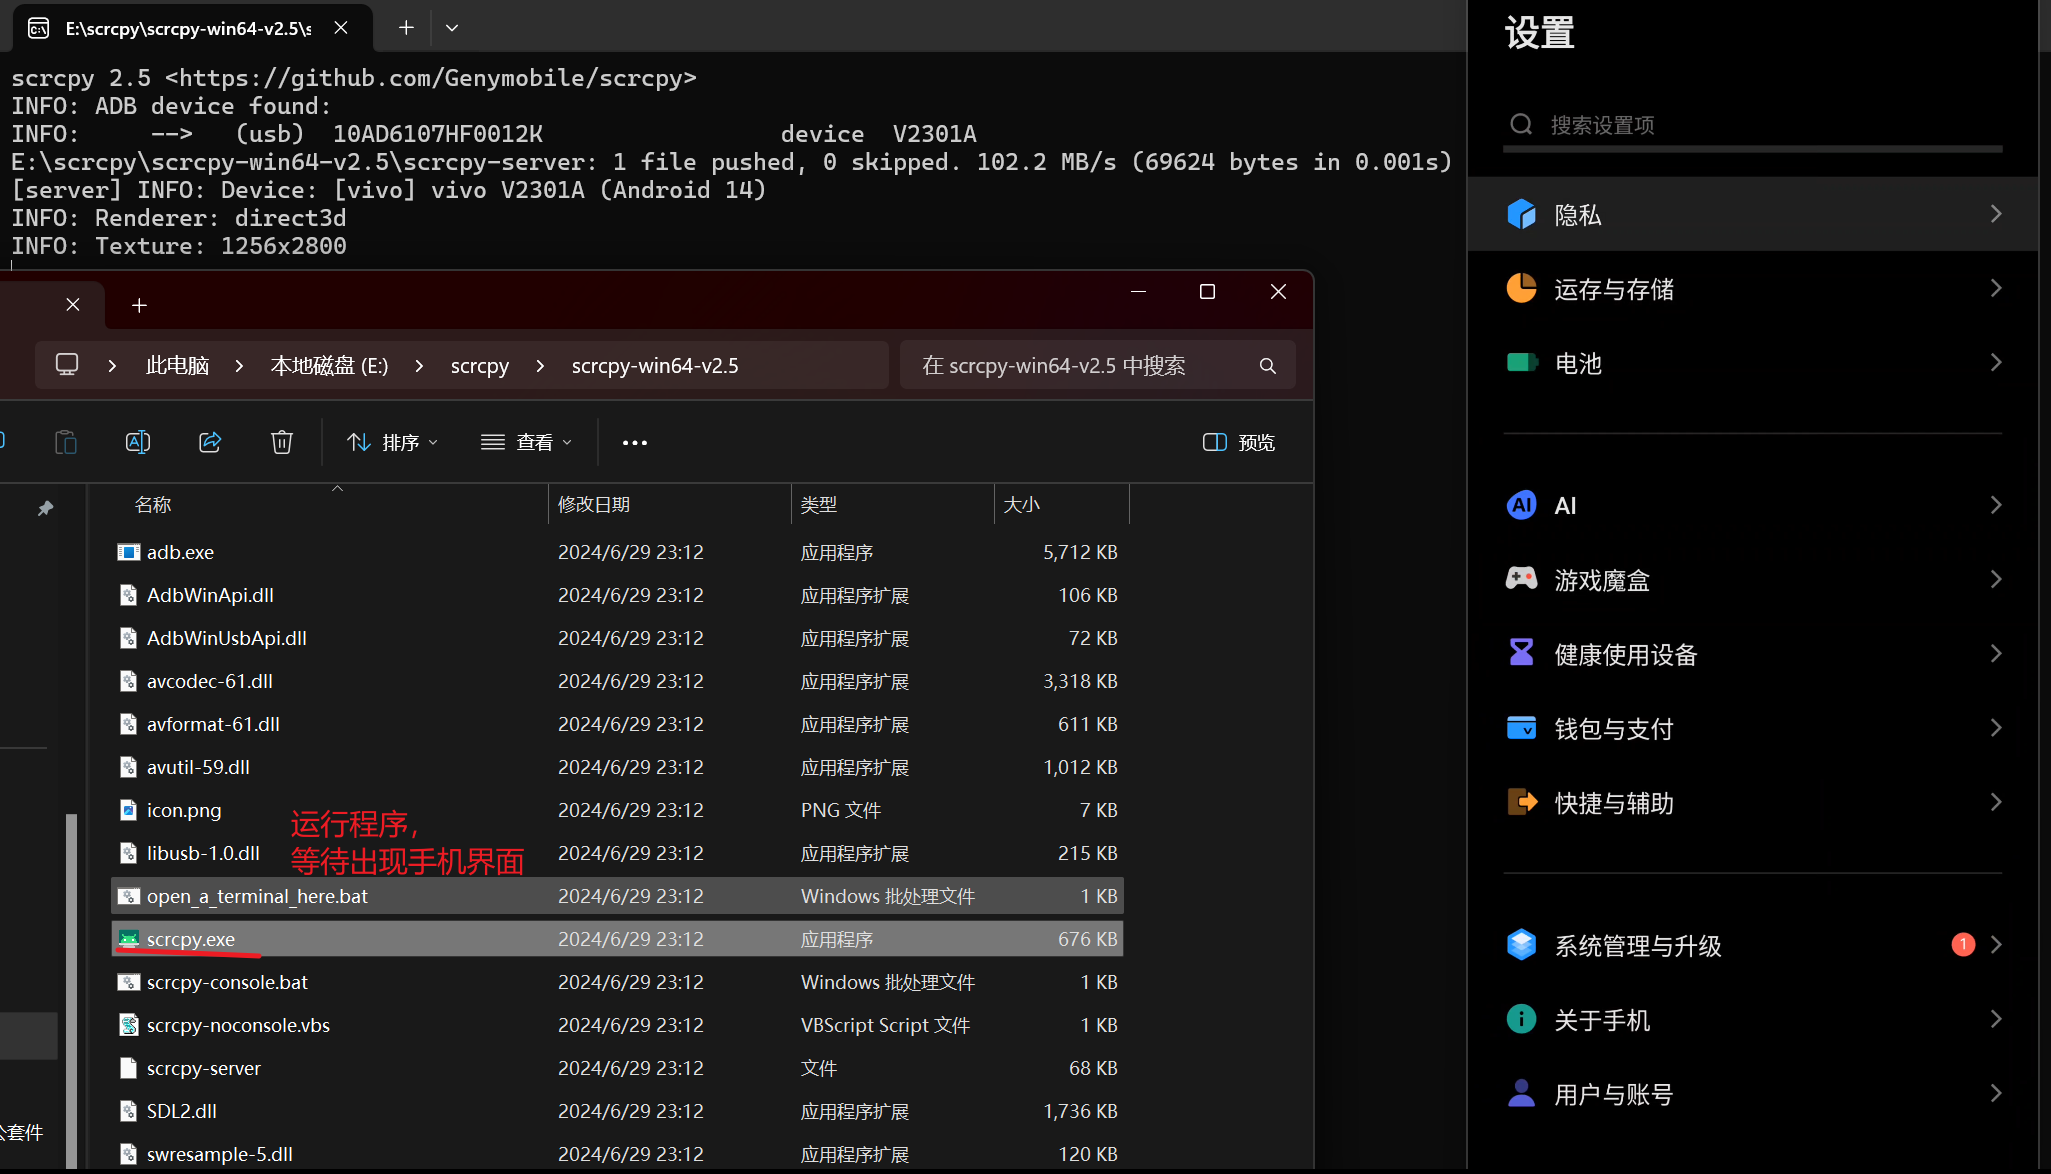 E:\scrcpy\scrcpy-win64-v2.5\s
scrcpy 2.5 <https://github.com/Genymobile/scrcpy>
INFO: ADB device found:
INFO:     -->   (usb)  10AD6107HF0012K                 device  V2301A
E:\scrcpy\scrcpy-win64-v2.5\scrcpy-server: 1 file pushed, 0 skipped. 102.2 MB/s (69624 bytes in 0.001s)
[server] INFO: Device: [vivo] vivo V2301A (Android 14)
INFO: Renderer: direct3d
INFO: Texture: 1256x2800
此电脑 > 本地磁盘 (E:) > scrcpy > scrcpy-win64-v2.5
在 scrcpy-win64-v2.5 中搜索
排序 查看 ••• 预览
名称 修改日期 类型 大小
adb.exe 2024/6/29 23:12 应用程序 5,712 KB
AdbWinApi.dll 2024/6/29 23:12 应用程序扩展 106 KB
AdbWinUsbApi.dll 2024/6/29 23:12 应用程序扩展 72 KB
avcodec-61.dll 2024/6/29 23:12 应用程序扩展 3,318 KB
avformat-61.dll 2024/6/29 23:12 应用程序扩展 611 KB
avutil-59.dll 2024/6/29 23:12 应用程序扩展 1,012 KB
icon.png 2024/6/29 23:12 PNG 文件 7 KB
libusb-1.0.dll 2024/6/29 23:12 应用程序扩展 215 KB
运行程序，
等待出现手机界面
open_a_terminal_here.bat 2024/6/29 23:12 Windows 批处理文件 1 KB
scrcpy.exe 2024/6/29 23:12 应用程序 676 KB
scrcpy-console.bat 2024/6/29 23:12 Windows 批处理文件 1 KB
scrcpy-noconsole.vbs 2024/6/29 23:12 VBScript Script 文件 1 KB
scrcpy-server 2024/6/29 23:12 文件 68 KB
SDL2.dll 2024/6/29 23:12 应用程序扩展 1,736 KB
swresample-5.dll 2024/6/29 23:12 应用程序扩展 120 KB
套件
设置
搜索设置项
隐私
运存与存储
电池
AI
AI
游戏魔盒
健康使用设备
钱包与支付
快捷与辅助
系统管理与升级 1
关于手机
用户与账号